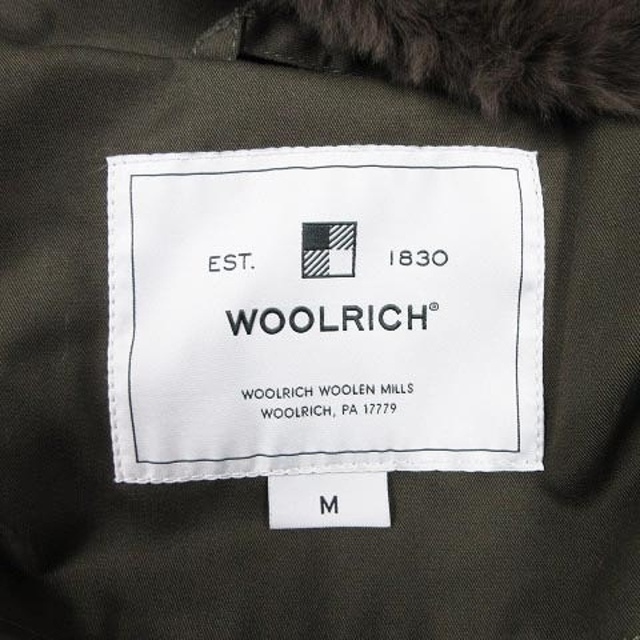 EST. 1830
WOOLRICH®
WOOLRICH WOOLEN MILLS
WOOLRICH, PA 17779
M